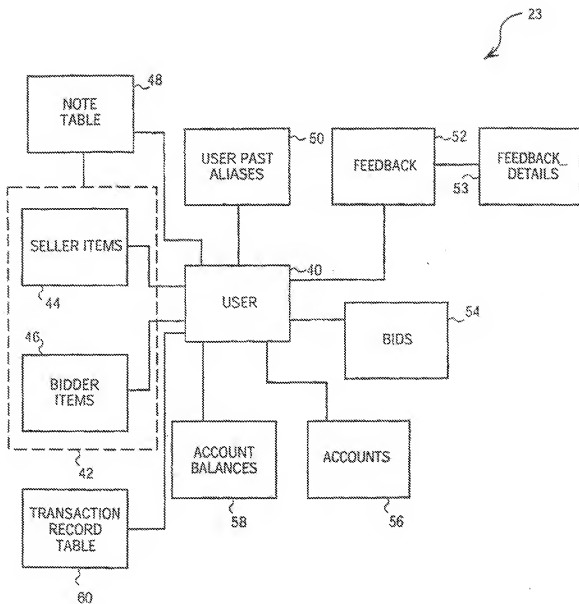 23
48
NOTE
TABLE
50
USER PAST
ALIASES
52
FEEDBACK
53
FEEDBACK
DETAILS
SELLER ITEMS
44
40
USER
54
BIDS
46
BIDDER
ITEMS
42
ACCOUNT
BALANCES
58
ACCOUNTS
56
TRANSACTION
RECORD
TABLE
60